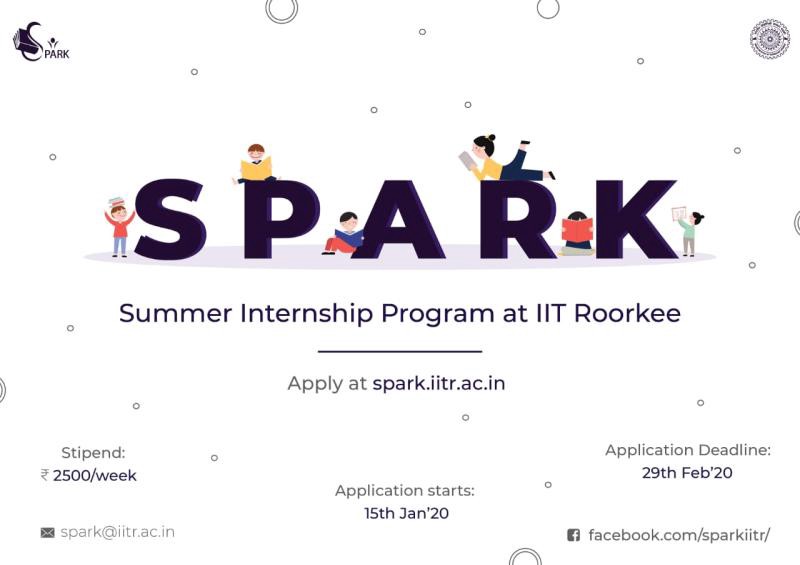 SPARK
SPARK
Summer Internship Program at IIT Roorkee
Apply at spark.iitr.ac.in
Stipend:
₹ 2500/week
Application starts:
15th Jan'20
Application Deadline:
29th Feb'20
spark@iitr.ac.in
facebook.com/sparkiitr/